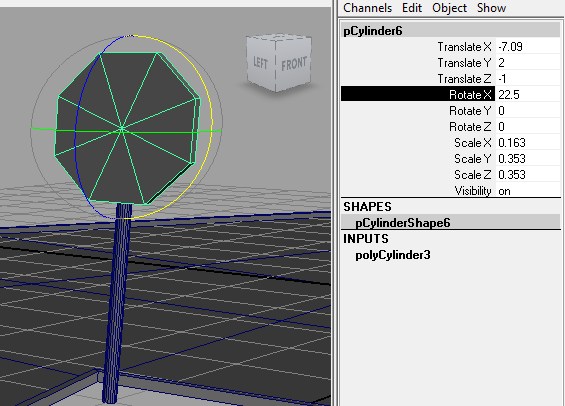 Channels Edit Object Show
pCylinder6
Translate X -7.09
Translate Y 2
Translate Z -1
Rotate X 22.5
Rotate Y 0
Rotate Z 0
Scale X 0.163
Scale Y 0.353
Scale Z 0.353
Visibility on
SHAPES
pCylinderShape6
INPUTS
polyCylinder3
LEFT FRONT